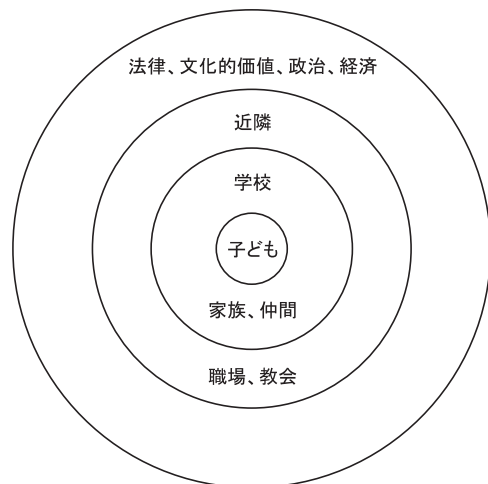 法律、文化的価値、政治、経済
近隣
学校
子ども
家族、仲間
職場、教会